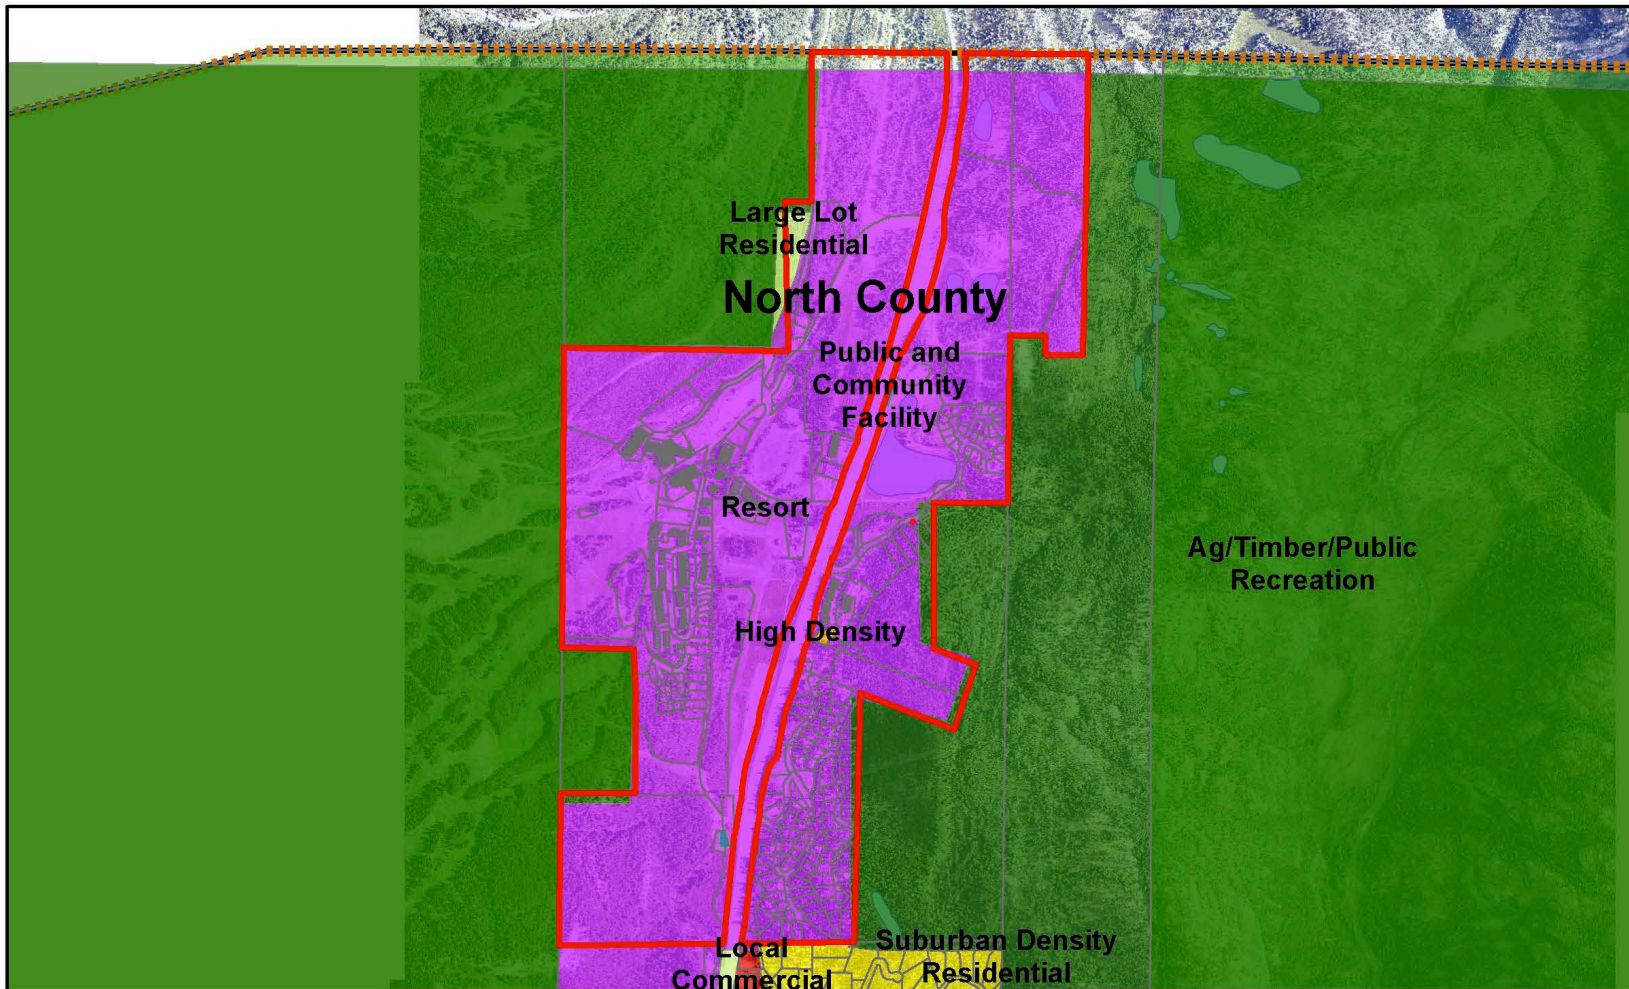 Large Lot
Residential
North County
Public and
Community
Facility
Resort
Ag/Timber/Public
Recreation
High Density
Local
Commercial
Suburban Density
Residential